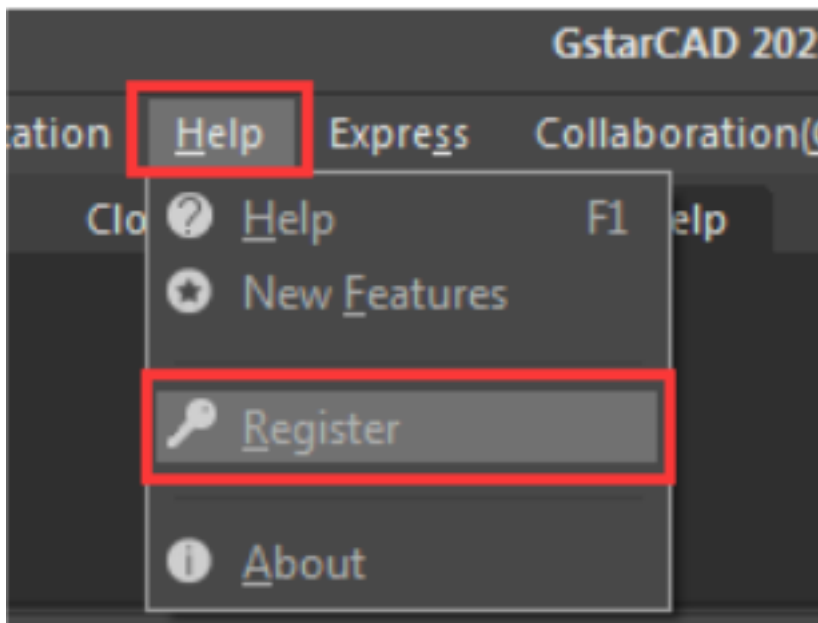 GstarCAD 202
ation Help Express Collaboration(
Clo elp
Help F1
New Features
Register
About